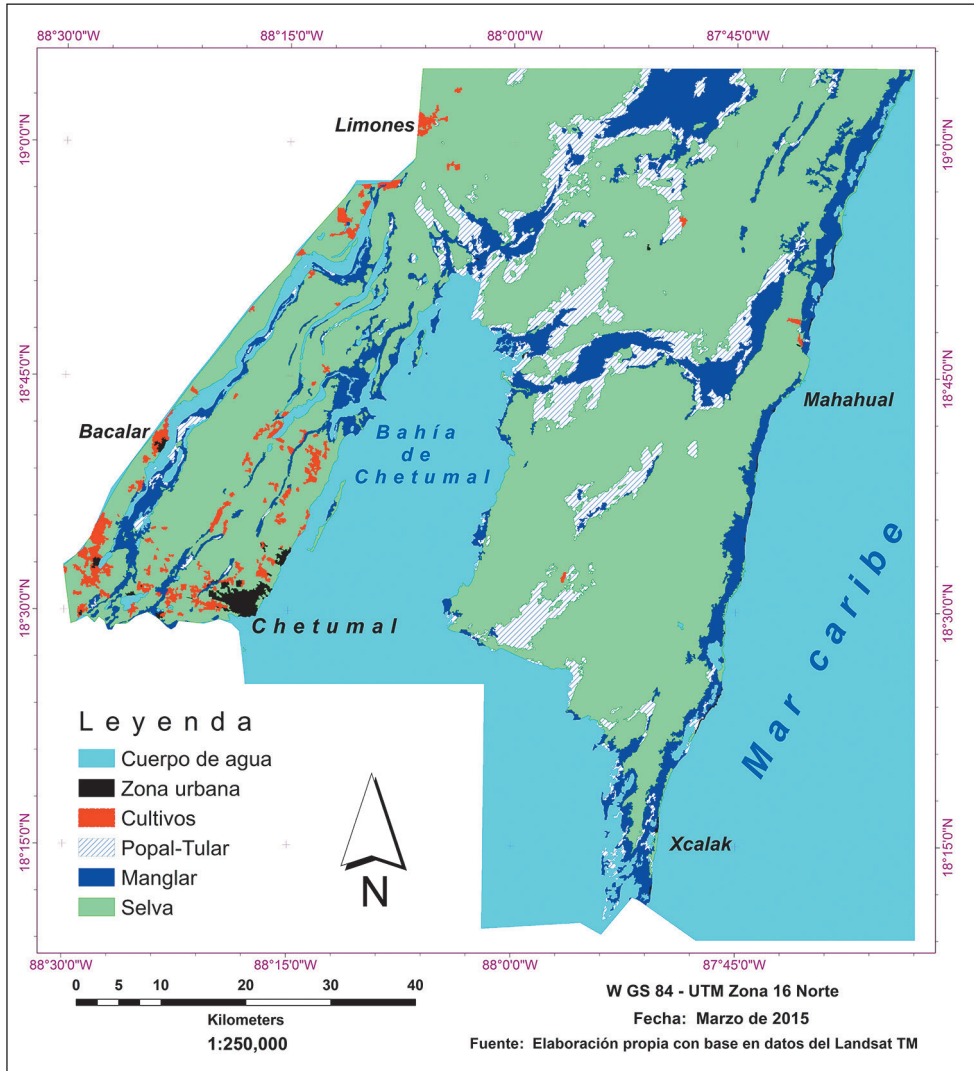 88°30'0"W 88°15'0"W 88°0'0"W 87°45'0"W
19°0'0"N
18°45'0"N
18°30'0"N
18°15'0"N
19°0'0"N
18°45'0"N
18°30'0"N
18°15'0"N
Limones
Bacalar
Bahía
de
Chetumal
Mahahual
Chetumal
Mar caribe
Xcalak
Leyenda
Cuerpo de agua
Zona urbana
Cultivos
Popal-Tular
Manglar
Selva
N
88°30'0"W 88°15'0"W 88°0'0"W 87°45'0"W
0 5 10 20 30 40
Kilometers
1:250,000
W GS 84 - UTM Zona 16 Norte
Fecha: Marzo de 2015
Fuente: Elaboración propia con base en datos del Landsat TM